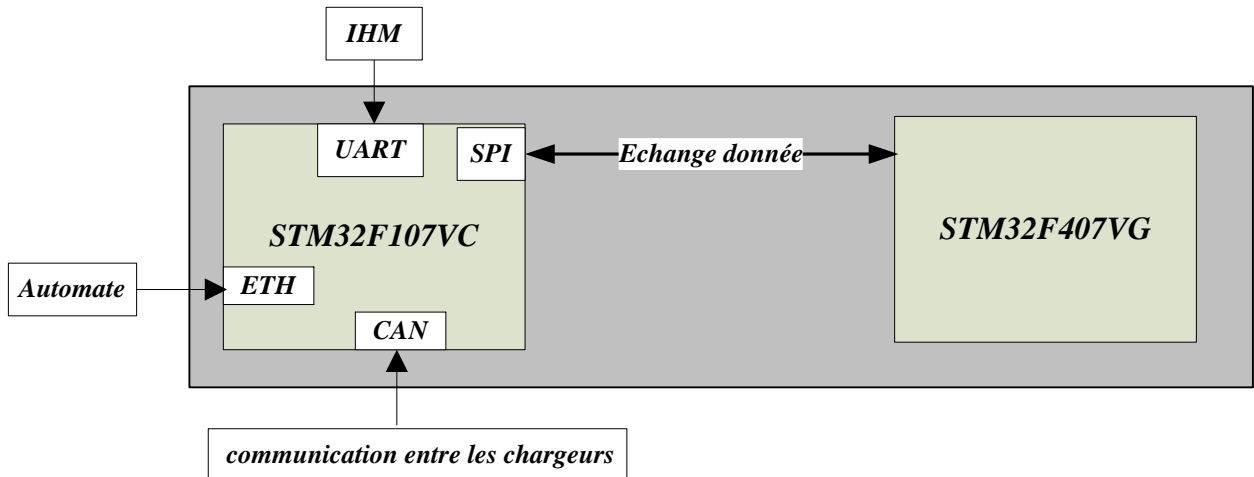 IHM
UART
SPI
Echange donnée
STM32F107VC
STM32F407VG
Automate
ETH
CAN
communication entre les chargeurs